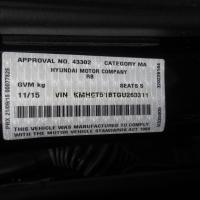 APPROVAL NO. 43302 CATEGORY MA
HYUNDAI MOTOR COMPANY
RB
GVM kg SEATS 5
11/15 VIN KMHCT51BTGU263311
THIS VEHICLE WAS MANUFACTURED TO COMPLY
WITH THE MOTOR VEHICLE STANDARDS ACT 1989